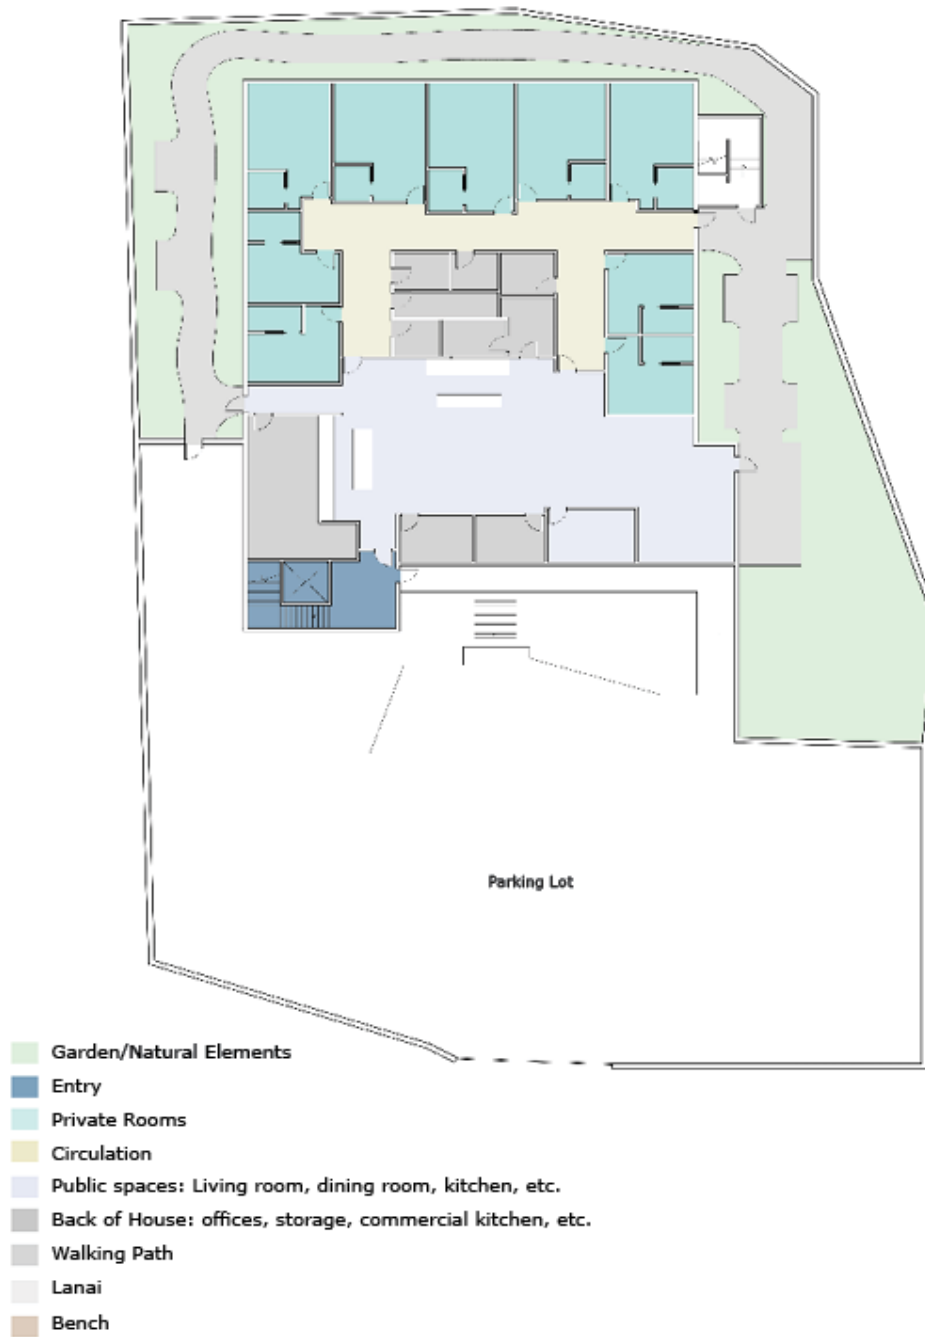 Parking Lot
Garden/Natural Elements
Entry
Private Rooms
Circulation
Public spaces: Living room, dining room, kitchen, etc.
Back of House: offices, storage, commercial kitchen, etc.
Walking Path
Lanai
Bench